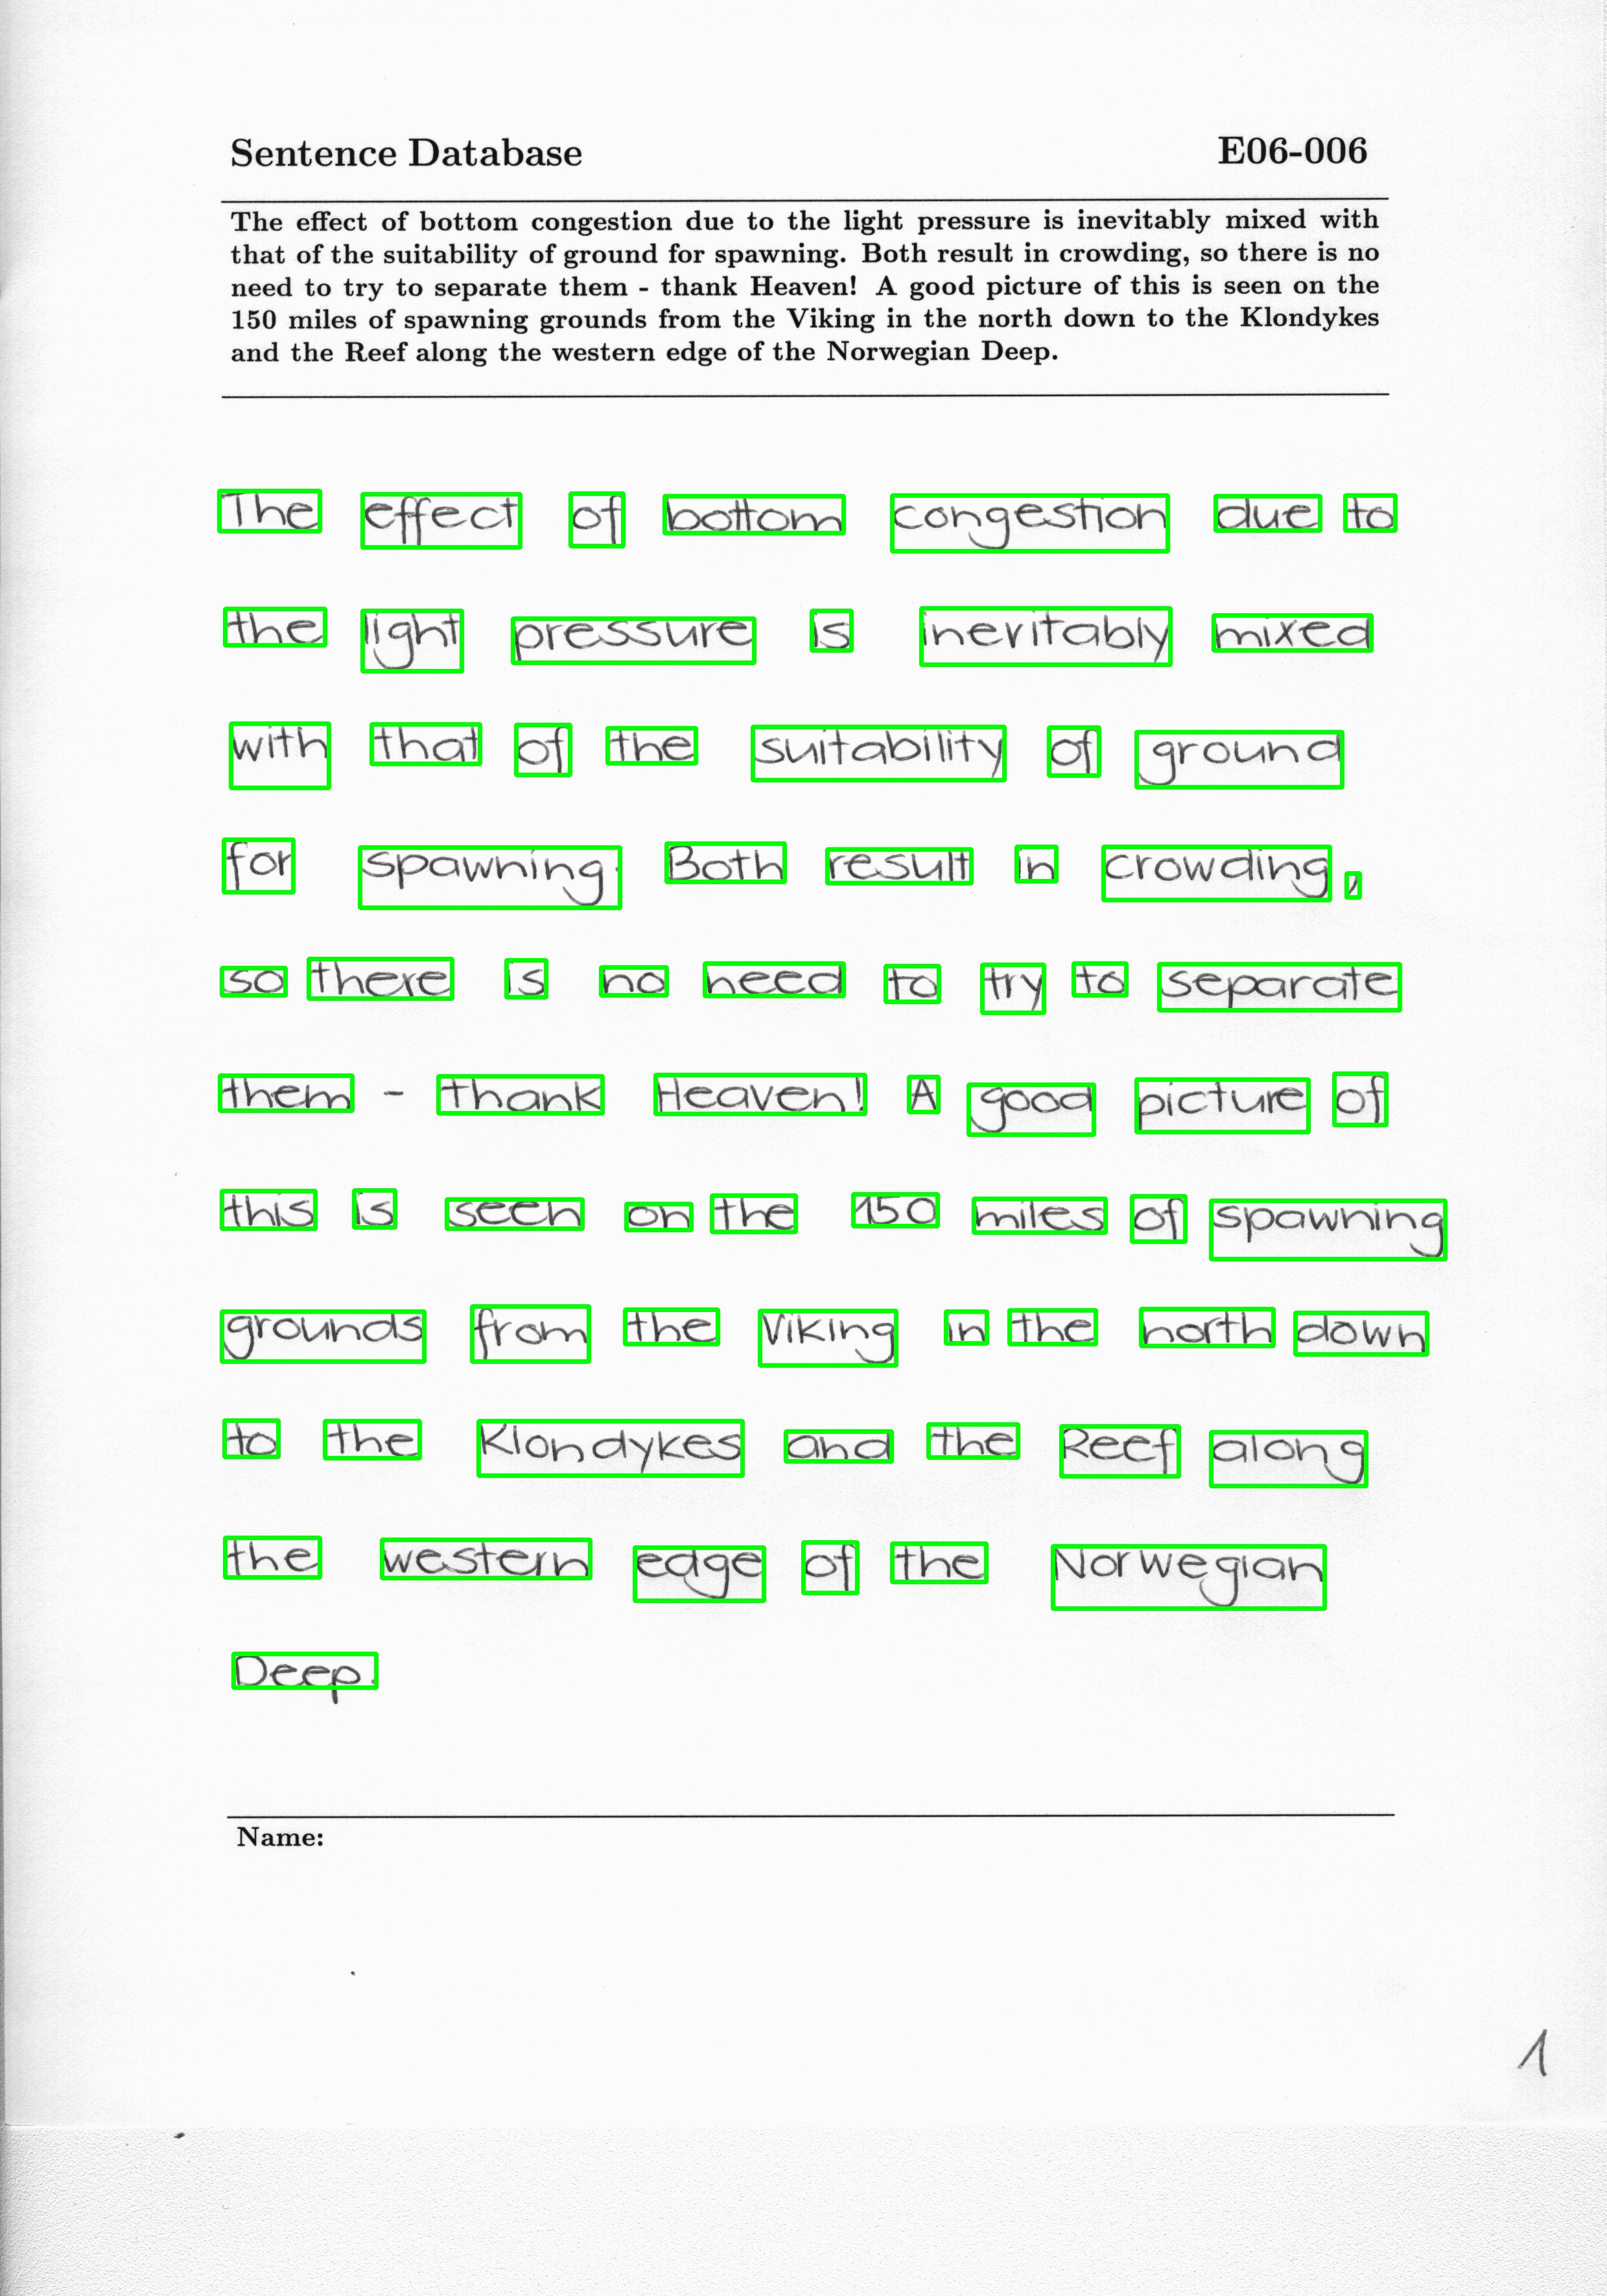 Sentence Database E06-006
The effect of bottom congestion due to the light pressure is inevitably mixed with
that of the suitability of ground for spawning. Both result in crowding, so there is no
need to try to separate them - thank Heaven! A good picture of this is seen on the
150 miles of spawning grounds from the Viking in the north down to the Klondykes
and the Reef along the western edge of the Norwegian Deep.
The effect of bottom congestion due to
the light pressure is inevitably mixed
with that of the suitability of ground
for spawning. Both result in crowding,
so there is no need to try to separate
them - thank Heaven! A good picture of
this is seen on the 150 miles of spawning
grounds from the Viking in the north down
to the Klondykes and the Reef along
the western edge of the Norwegian
Deep.
Name:
1